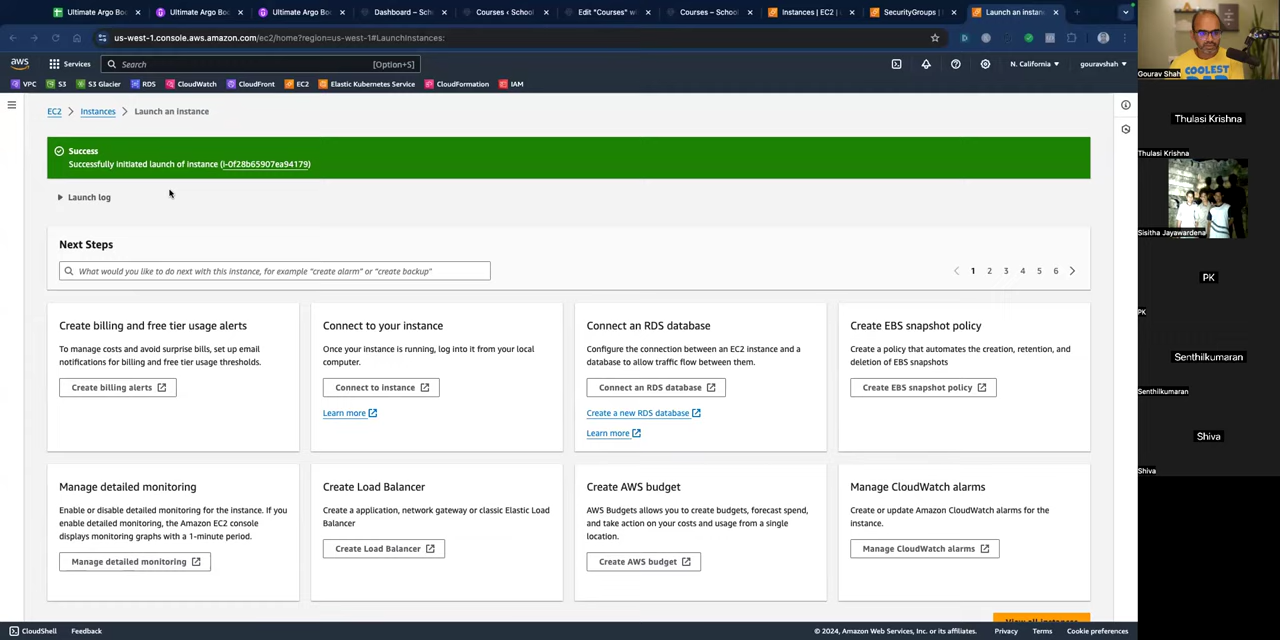 Ultimate Argo Boo
Ultimate Argo Boo
Ultimate Argo Boo
Dashboard – Scho
Courses ‹ School
Edit "Courses" w
Courses – School
Instances | EC2 |
SecurityGroups |
Launch an instanc
us-west-1.console.aws.amazon.com/ec2/home?region=us-west-1#LaunchInstances:
aws
Services
Search
[Option+S]
N. California
gouravshah
VPC
S3
S3 Glacier
RDS
CloudWatch
CloudFront
EC2
Elastic Kubernetes Service
CloudFormation
IAM
EC2
Instances
Launch an instance
Success
Successfully initiated launch of instance (i-0f28b65907ea94179)
Launch log
Next Steps
What would you like to do next with this instance, for example "create alarm" or "create backup"
1 2 3 4 5 6
Create billing and free tier usage alerts
To manage costs and avoid surprise bills, set up email
notifications for billing and free tier usage thresholds.
Create billing alerts
Connect to your instance
Once your instance is running, log into it from your local
computer.
Connect to instance
Learn more
Connect an RDS database
Configure the connection between an EC2 instance and a
database to allow traffic flow between them.
Connect an RDS database
Create a new RDS database
Learn more
Create EBS snapshot policy
Create a policy that automates the creation, retention, and
deletion of EBS snapshots
Create EBS snapshot policy
Manage detailed monitoring
Enable or disable detailed monitoring for the instance. If you
enable detailed monitoring, the Amazon EC2 console
displays monitoring graphs with a 1-minute period.
Manage detailed monitoring
Create Load Balancer
Create a application, network gateway or classic Elastic Load
Balancer
Create Load Balancer
Create AWS budget
AWS Budgets allows you to create budgets, forecast spend,
and take action on your costs and usage from a single
location.
Create AWS budget
Manage CloudWatch alarms
Create or update Amazon CloudWatch alarms for the
instance.
Manage CloudWatch alarms
View all instances
CloudShell
Feedback
© 2024, Amazon Web Services, Inc. or its affiliates.
Privacy
Terms
Cookie preferences
COOLEST
Gourav Shah
Thulasi Krishna
Thulasi Krishna
Sisitha Jayawardena
PK
PK
Senthilkumaran
Senthilkumaran
Shiva
Shiva